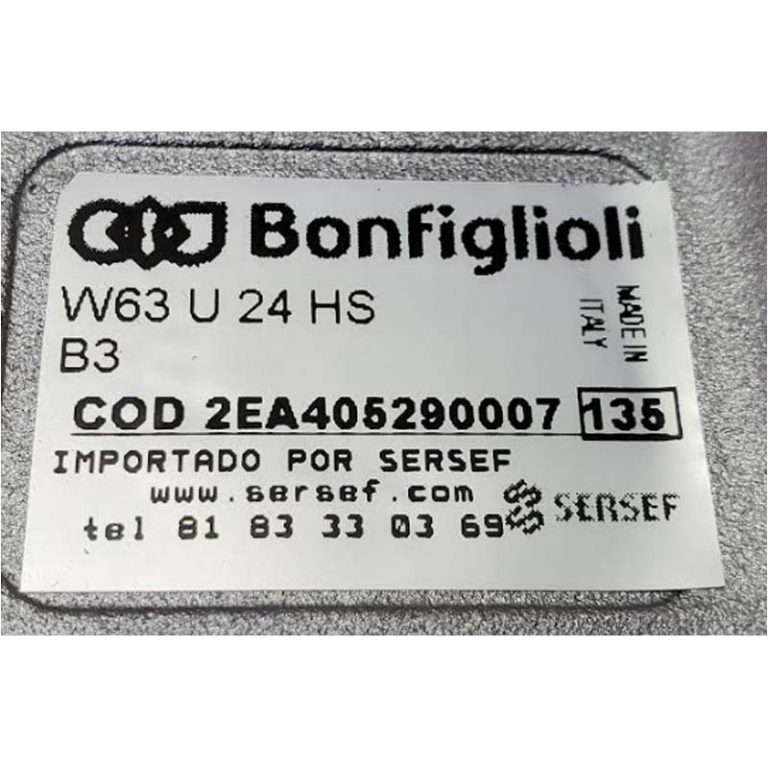 Bonfiglioli
W63 U 24 HS
B3
MADE IN
ITALY
COD 2EA405290007 135
IMPORTADO POR SERSEF
www.sersef.com
tel 81 83 33 03 69
SERSEF